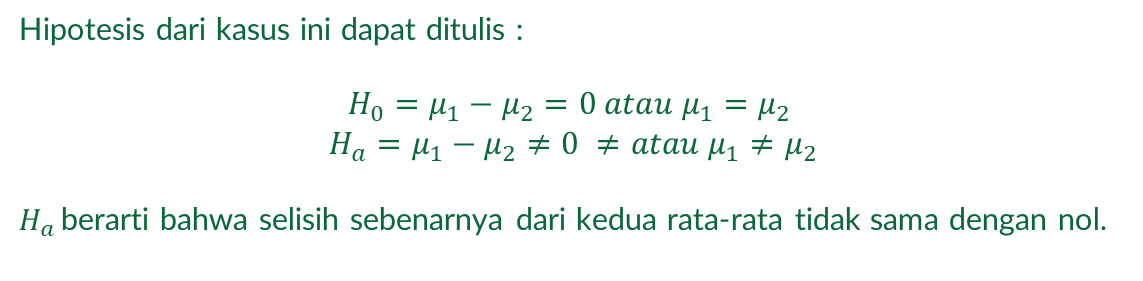 Hipotesis dari kasus ini dapat ditulis :
H₀ = μ₁ − μ₂ = 0 atau μ₁ = μ₂
Hₐ = μ₁ − μ₂ ≠ 0 ≠ atau μ₁ ≠ μ₂
Hₐ berarti bahwa selisih sebenarnya dari kedua rata-rata tidak sama dengan nol.